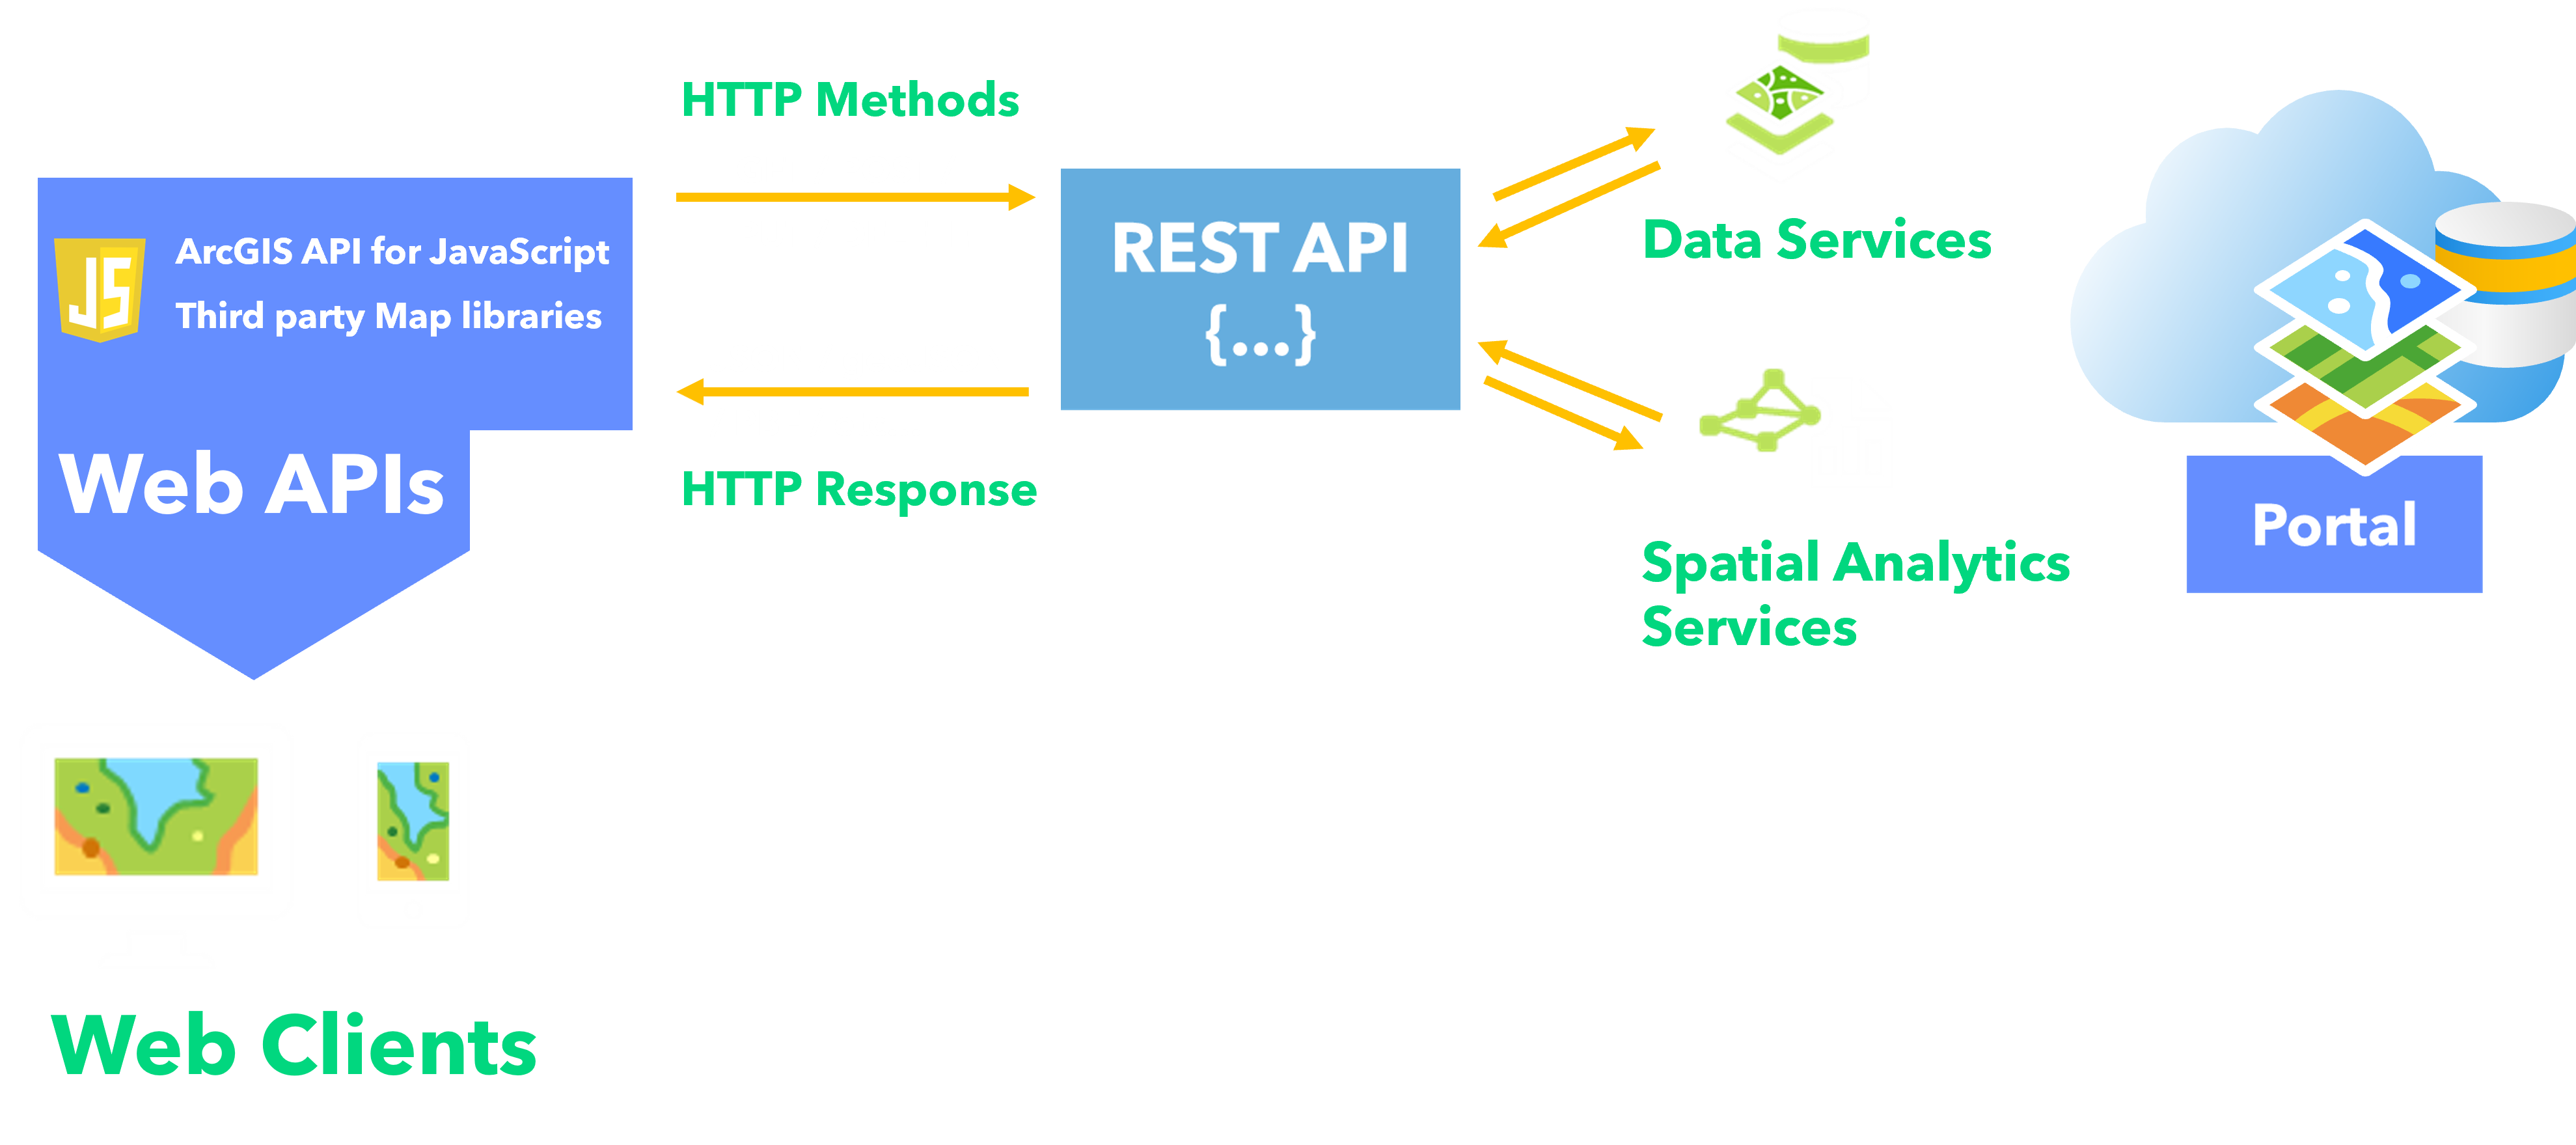 HTTP Methods
JS
ArcGIS API for JavaScript
Third party Map libraries
Web APIs
HTTP Response
REST API
{...}
Data Services
Spatial Analytics
Services
Portal
Web Clients